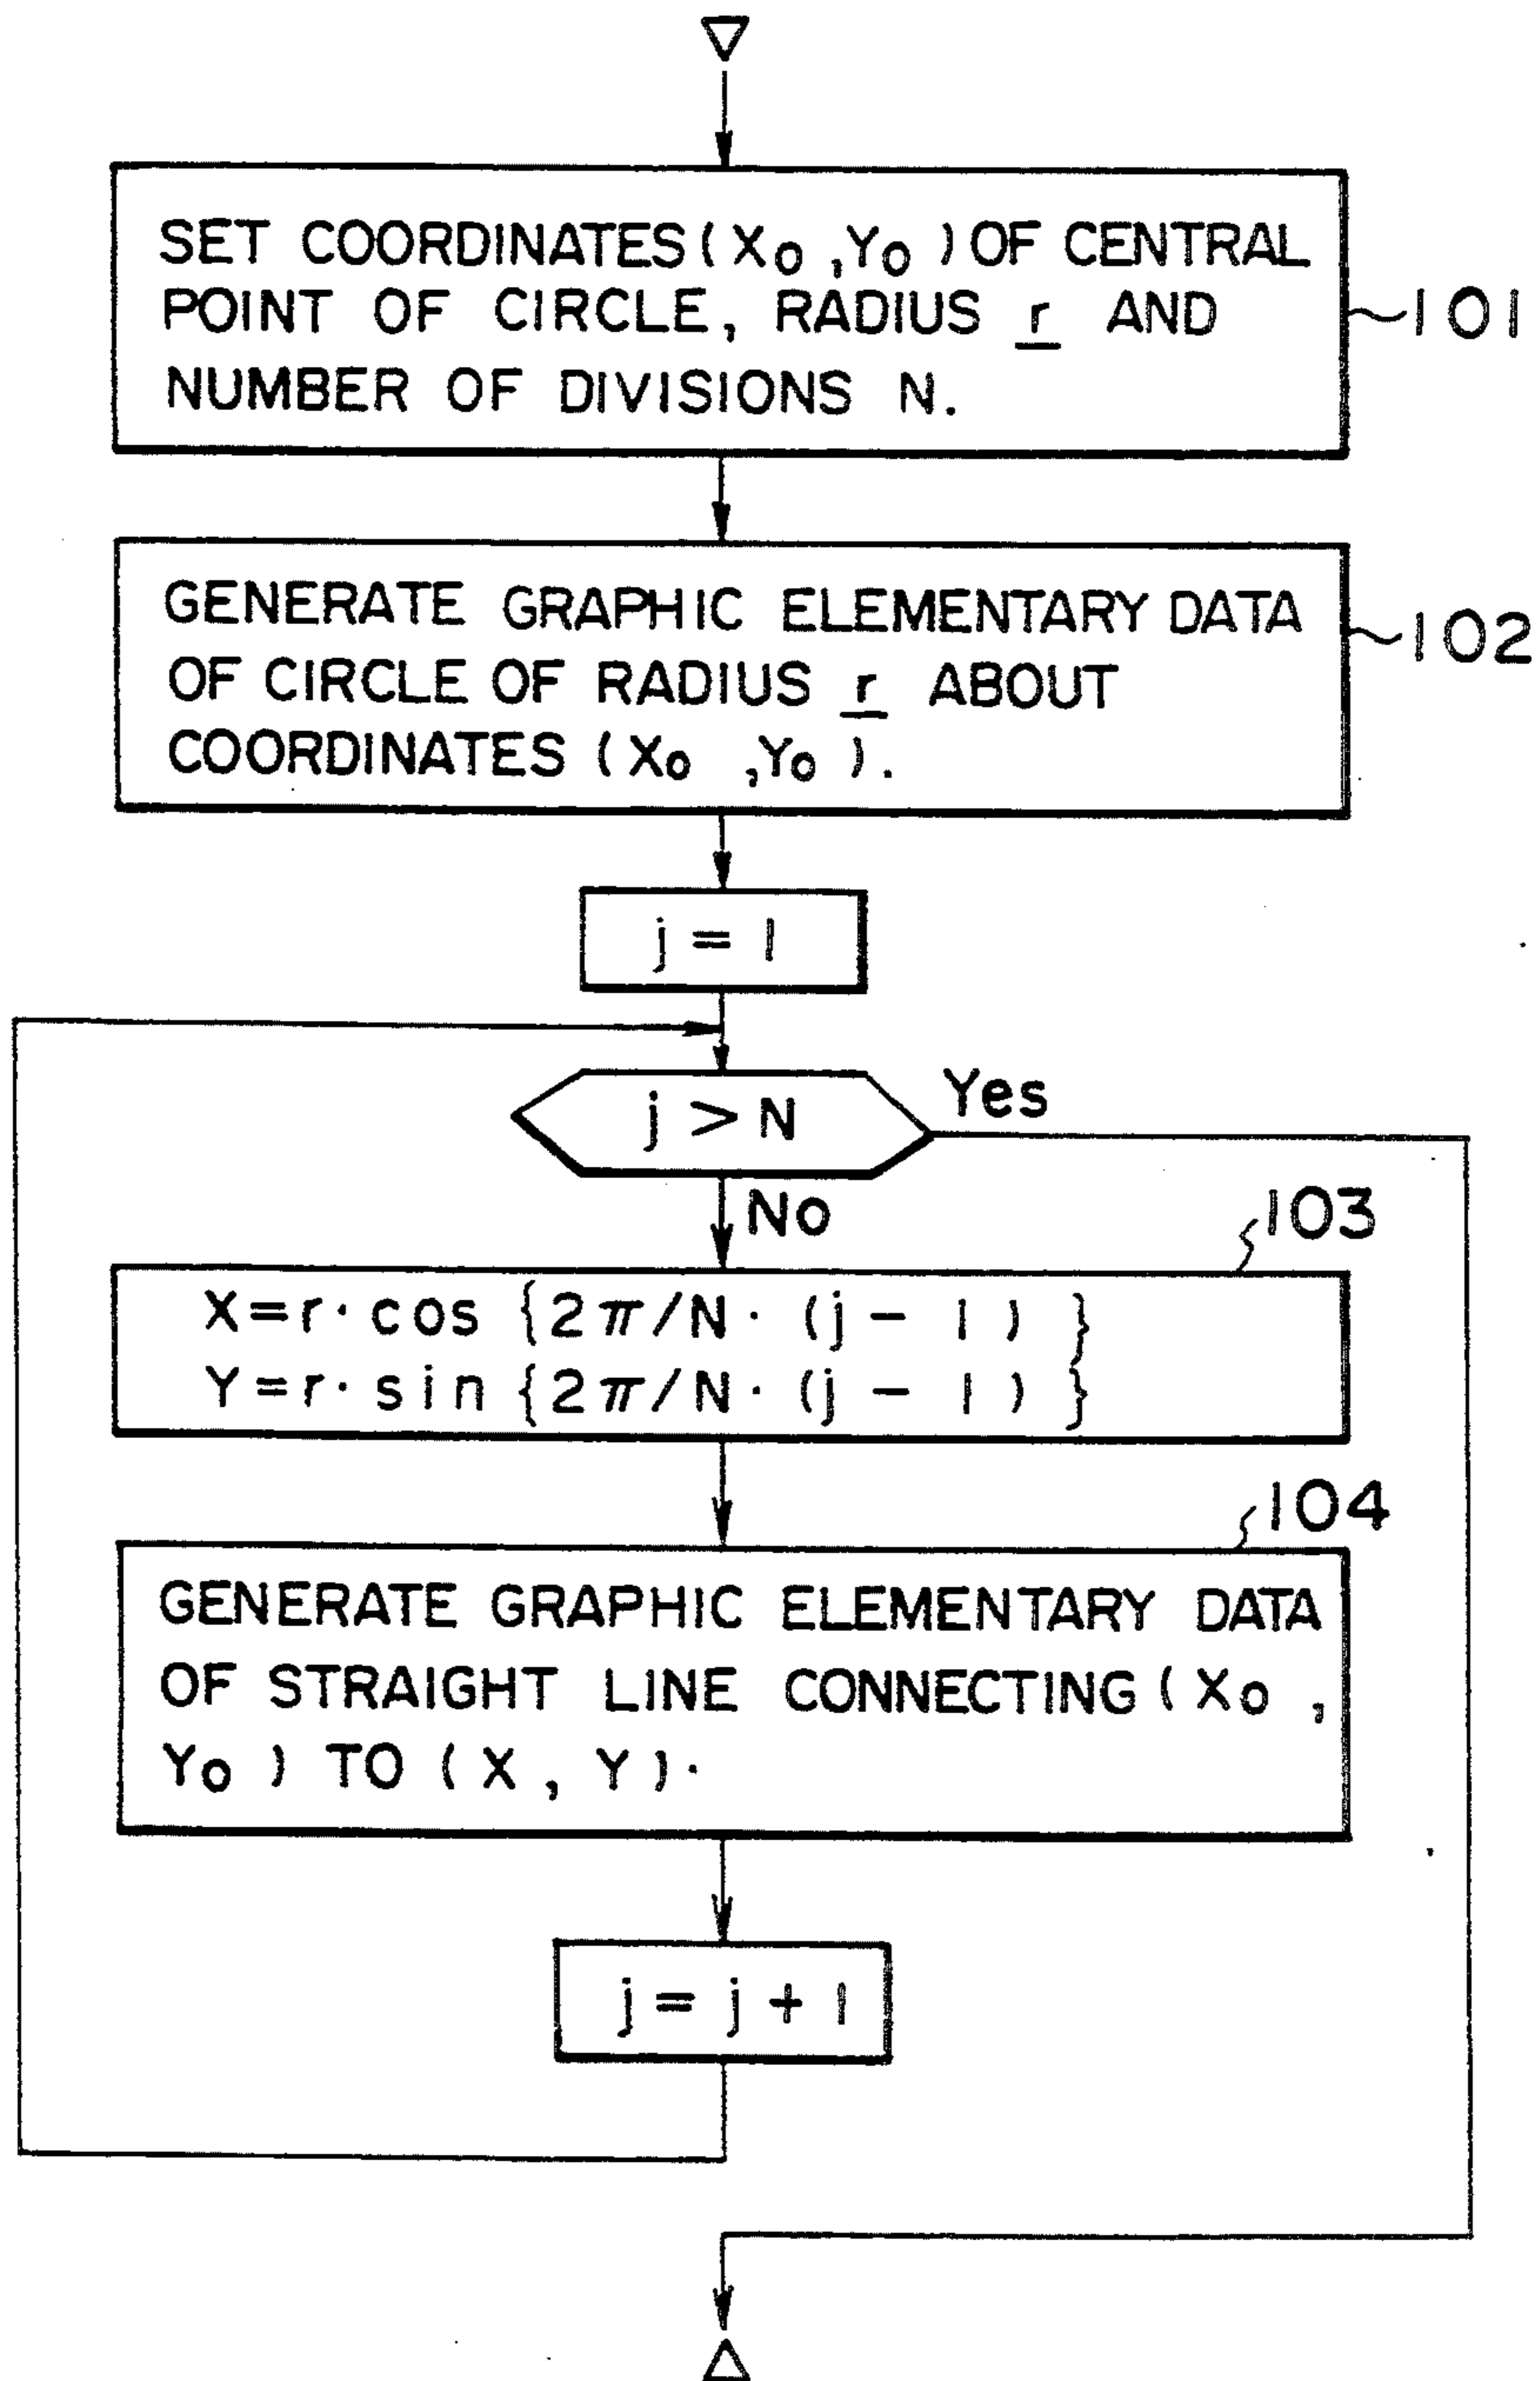 SET COORDINATES (X₀ ,Y₀ ) OF CENTRAL
POINT OF CIRCLE, RADIUS r AND
NUMBER OF DIVISIONS N.
101
GENERATE GRAPHIC ELEMENTARY DATA
OF CIRCLE OF RADIUS r ABOUT
COORDINATES (X₀ ,Y₀ ).
102
j = 1
j > N
Yes
No
103
X=r· cos {2π/N· (j – 1 ) }
Y=r· sin {2π/N· (j – 1 ) }
104
GENERATE GRAPHIC ELEMENTARY DATA
OF STRAIGHT LINE CONNECTING ( X₀ ,
Y₀ ) TO ( X , Y ).
j = j + 1